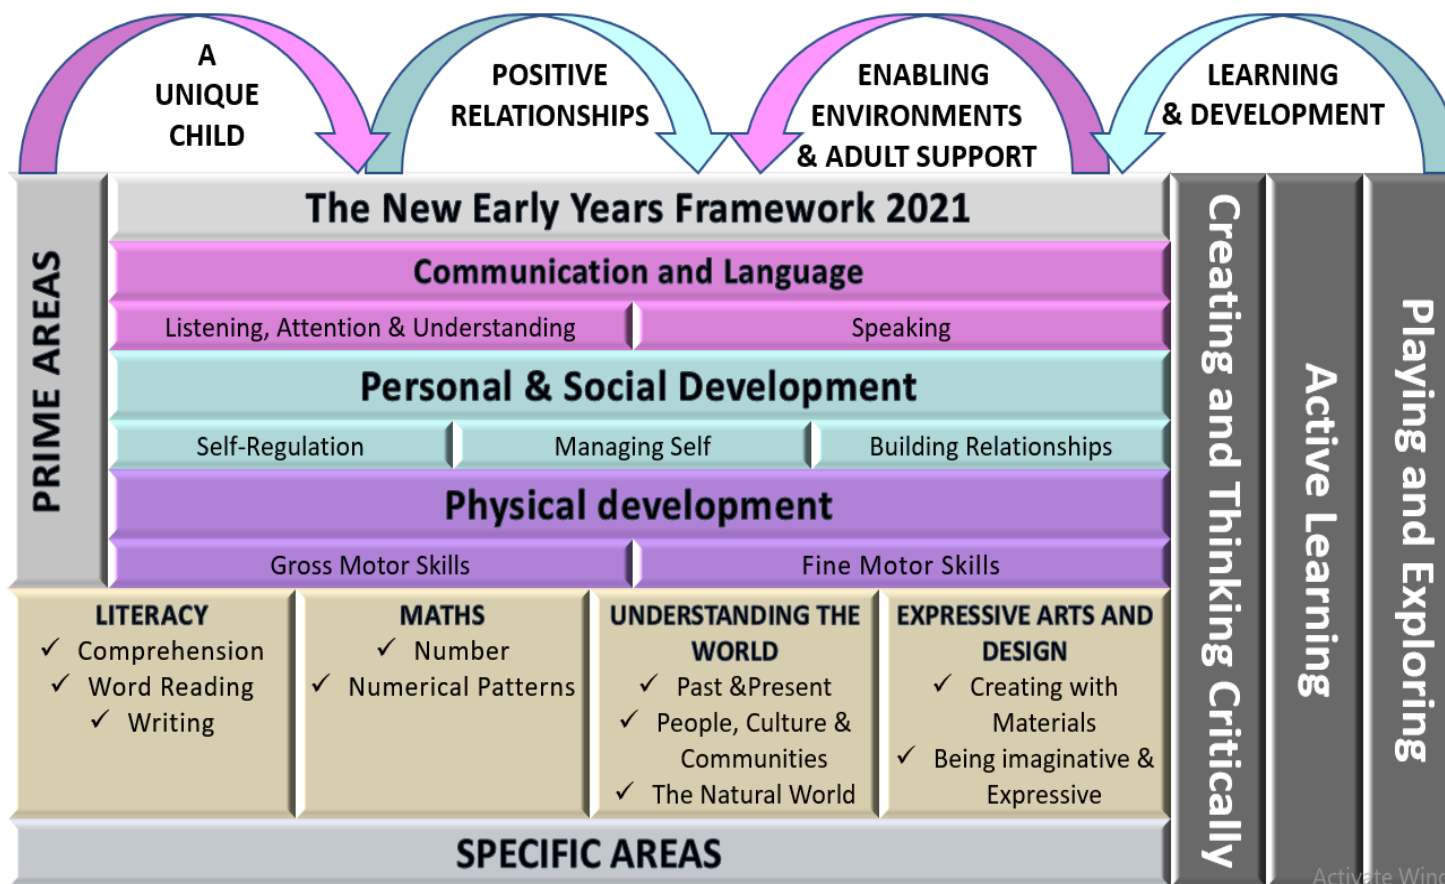 A
UNIQUE
CHILD
POSITIVE
RELATIONSHIPS
ENABLING
ENVIRONMENTS
& ADULT SUPPORT
LEARNING
& DEVELOPMENT
PRIME AREAS
The New Early Years Framework 2021
Communication and Language
Listening, Attention & Understanding
Speaking
Personal & Social Development
Self-Regulation
Managing Self
Building Relationships
Physical development
Gross Motor Skills
Fine Motor Skills
LITERACY
✓ Comprehension
✓ Word Reading
✓ Writing
MATHS
✓ Number
✓ Numerical Patterns
UNDERSTANDING THE
WORLD
✓ Past &Present
✓ People, Culture &
Communities
✓ The Natural World
EXPRESSIVE ARTS AND
DESIGN
✓ Creating with
Materials
✓ Being imaginative &
Expressive
SPECIFIC AREAS
Creating and Thinking Critically
Active Learning
Playing and Exploring
Activate